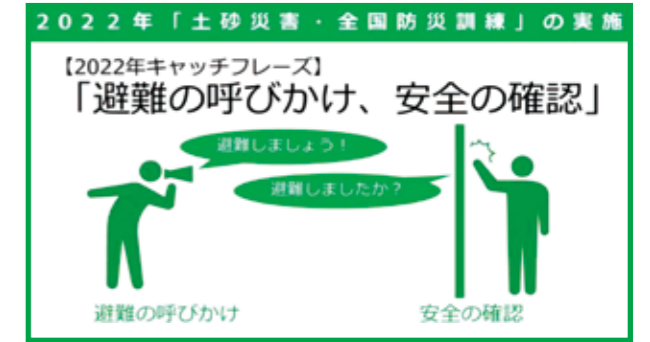 2022年「土砂災害・全国防災訓練」の実施
【2022年キャッチフレーズ】
「避難の呼びかけ、安全の確認」
避難しましょう！
避難しましたか？
避難の呼びかけ
安全の確認